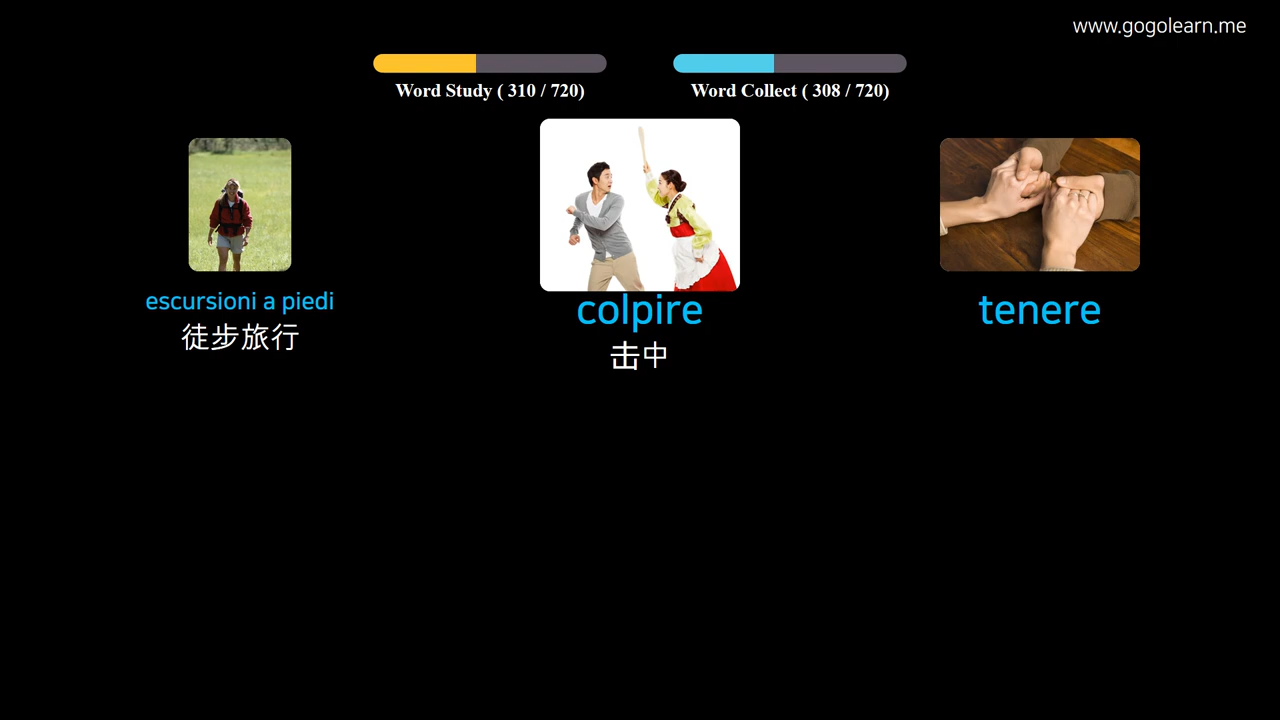 www.gogolearn.me
Word Study ( 310 / 720)
Word Collect ( 308 / 720)
escursioni a piedi
徒步旅行
colpire
击中
tenere